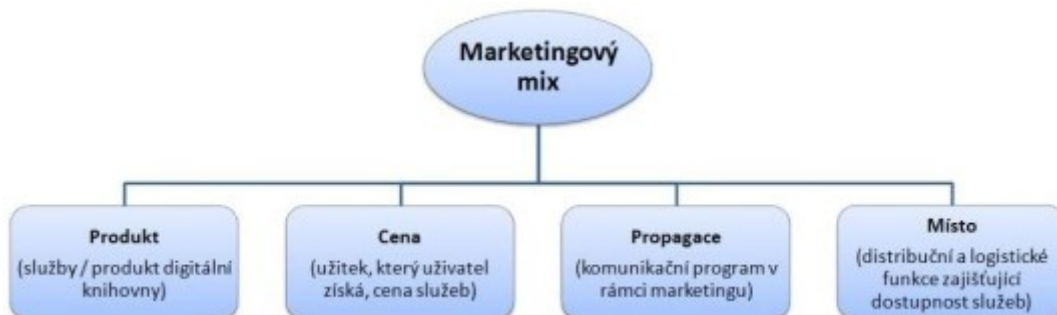 Marketingový
mix
Produkt
(služby / produkt digitální
knihovny)
Cena
(užitek, který uživatel
získá, cena služeb)
Propagace
(komunikační program v
rámci marketingu)
Místo
(distribuční a logistické
funkce zajišťující
dostupnost služeb)